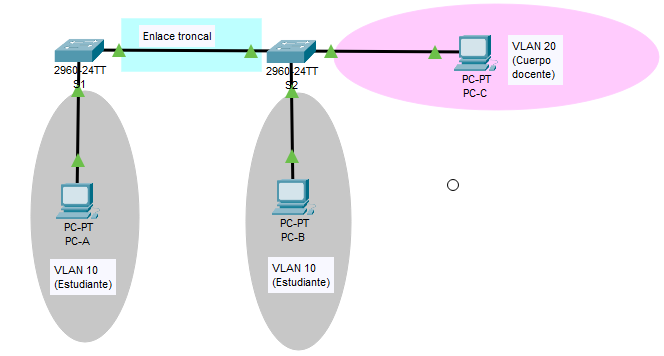 Enlace troncal
2960-24TT
S1
2960-24TT
S2
PC-PT
PC-C
VLAN 20
(Cuerpo
docente)
PC-PT
PC-A
VLAN 10
(Estudiante)
PC-PT
PC-B
VLAN 10
(Estudiante)